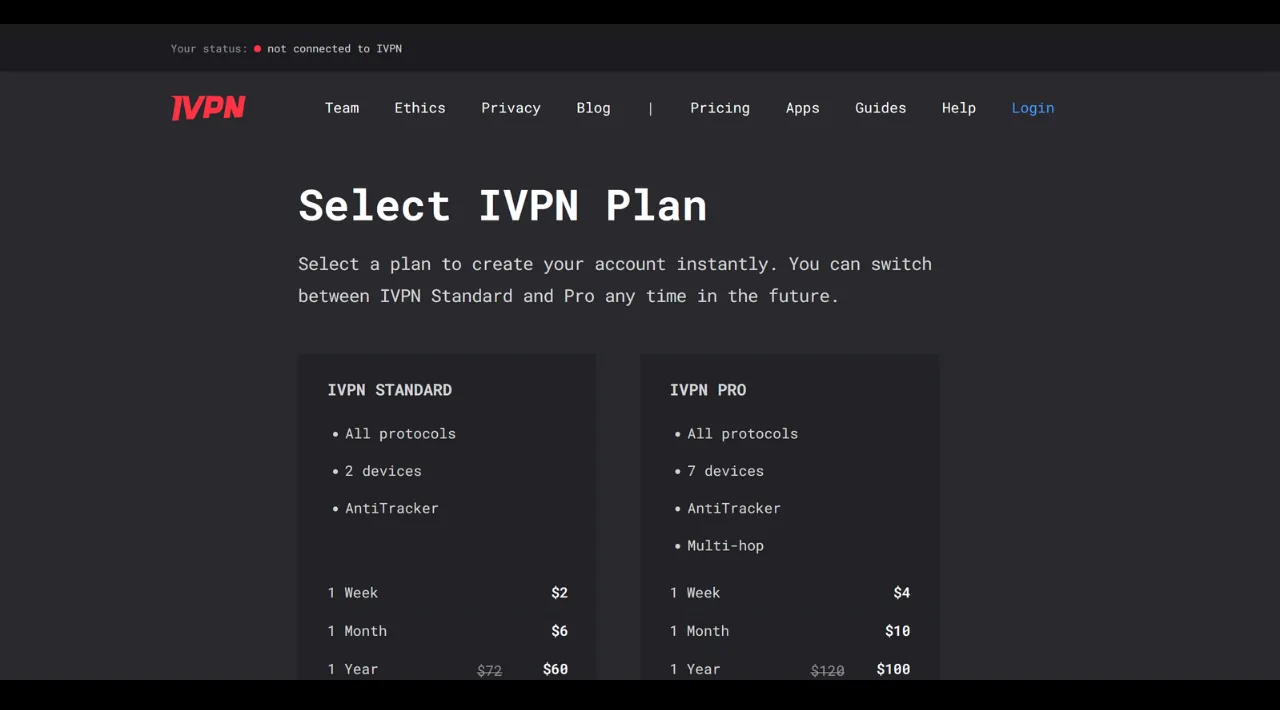 Your status: not connected to IVPN
IVPN Team Ethics Privacy Blog | Pricing Apps Guides Help Login
Select IVPN Plan
Select a plan to create your account instantly. You can switch
between IVPN Standard and Pro any time in the future.
IVPN STANDARD
• All protocols
• 2 devices
• AntiTracker
1 Week $2
1 Month $6
1 Year $72 $60
IVPN PRO
• All protocols
• 7 devices
• AntiTracker
• Multi-hop
1 Week $4
1 Month $10
1 Year $120 $100